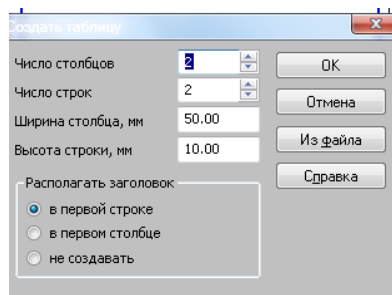 Создать таблицу
Число столбцов 2 OK
Число строк 2 Отмена
Ширина столбца, мм 50.00 Из файла
Высота строки, мм 10.00 Справка
Располагать заголовок
в первой строке
в первом столбце
не создавать